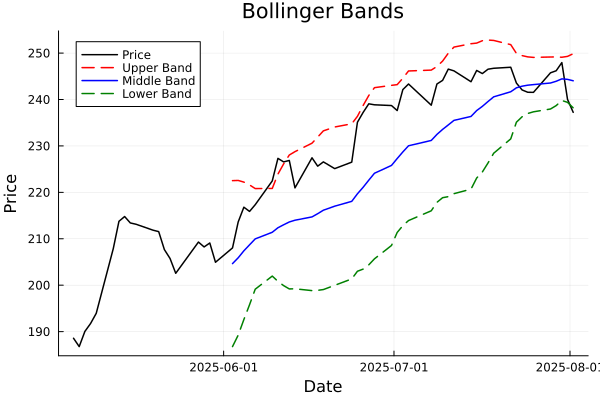 Bollinger Bands
Price
Upper Band
Middle Band
Lower Band
250
240
230
220
210
200
190
Price
2025-06-01
2025-07-01
2025-08-01
Date